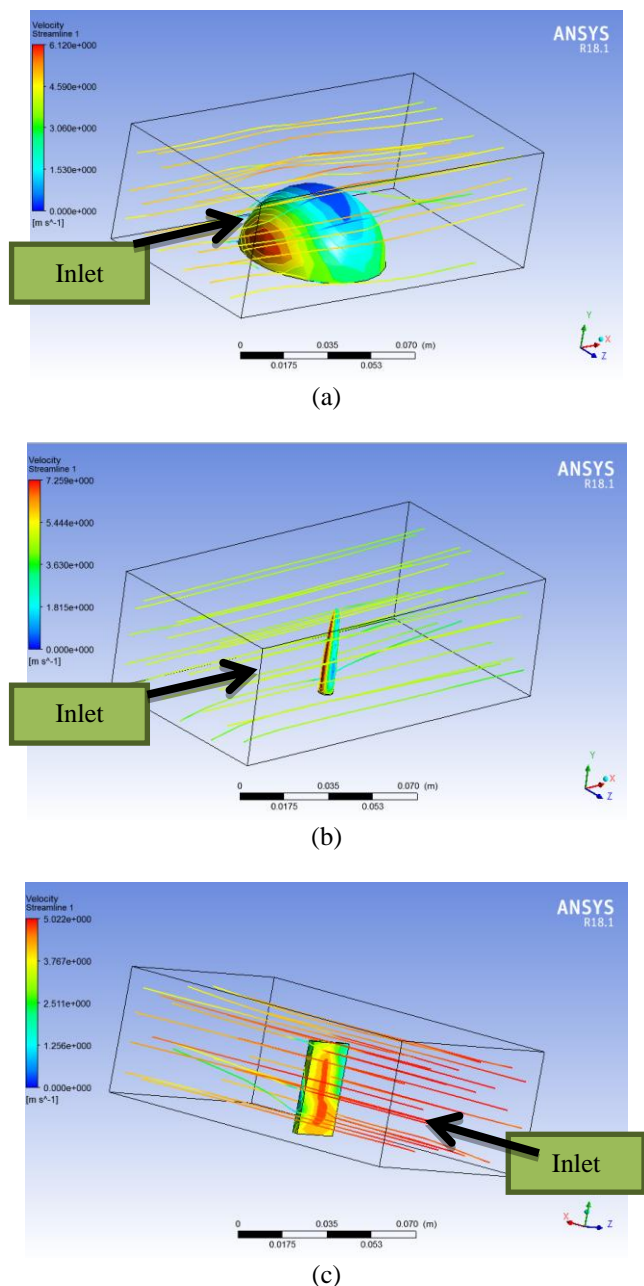 Velocity
Streamline 1
6.120e+000
4.590e+000
3.060e+000
1.530e+000
0.000e+000
[m s^-1]
ANSYS
R18.1
Inlet
0 0.035 0.070 (m)
0.0175 0.053
Y
X
Z
(a)
Velocity
Streamline 1
7.259e+000
5.444e+000
3.630e+000
1.815e+000
0.000e+000
[m s^-1]
ANSYS
R18.1
Inlet
0 0.035 0.070 (m)
0.0175 0.053
Y
X
Z
(b)
Velocity
Streamline 1
5.022e+000
3.767e+000
2.511e+000
1.256e+000
0.000e+000
[m s^-1]
ANSYS
R18.1
Inlet
0 0.035 0.070 (m)
0.0175 0.053
X
Z
(c)